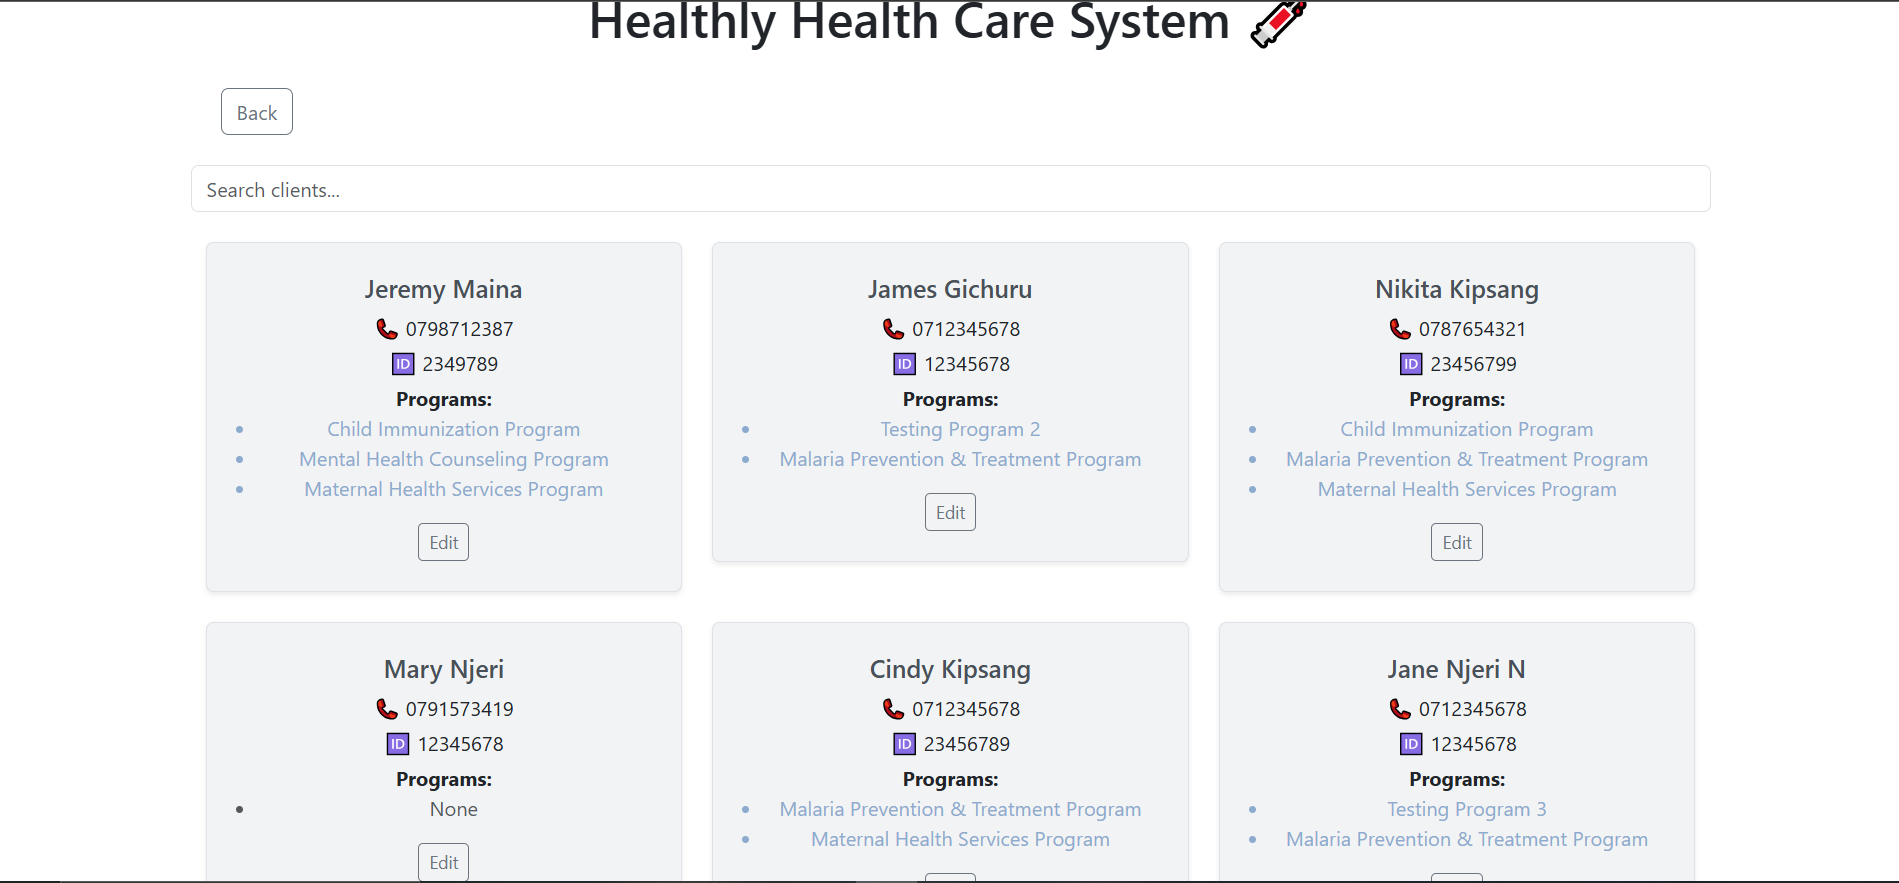 Healthly Health Care System
Back
Search clients...
Jeremy Maina
0798712387
ID 2349789
Programs:
Child Immunization Program
Mental Health Counseling Program
Maternal Health Services Program
Edit
James Gichuru
0712345678
ID 12345678
Programs:
Testing Program 2
Malaria Prevention & Treatment Program
Edit
Nikita Kipsang
0787654321
ID 23456799
Programs:
Child Immunization Program
Malaria Prevention & Treatment Program
Maternal Health Services Program
Edit
Mary Njeri
0791573419
ID 12345678
Programs:
None
Edit
Cindy Kipsang
0712345678
ID 23456789
Programs:
Malaria Prevention & Treatment Program
Maternal Health Services Program
Jane Njeri N
0712345678
ID 12345678
Programs:
Testing Program 3
Malaria Prevention & Treatment Program